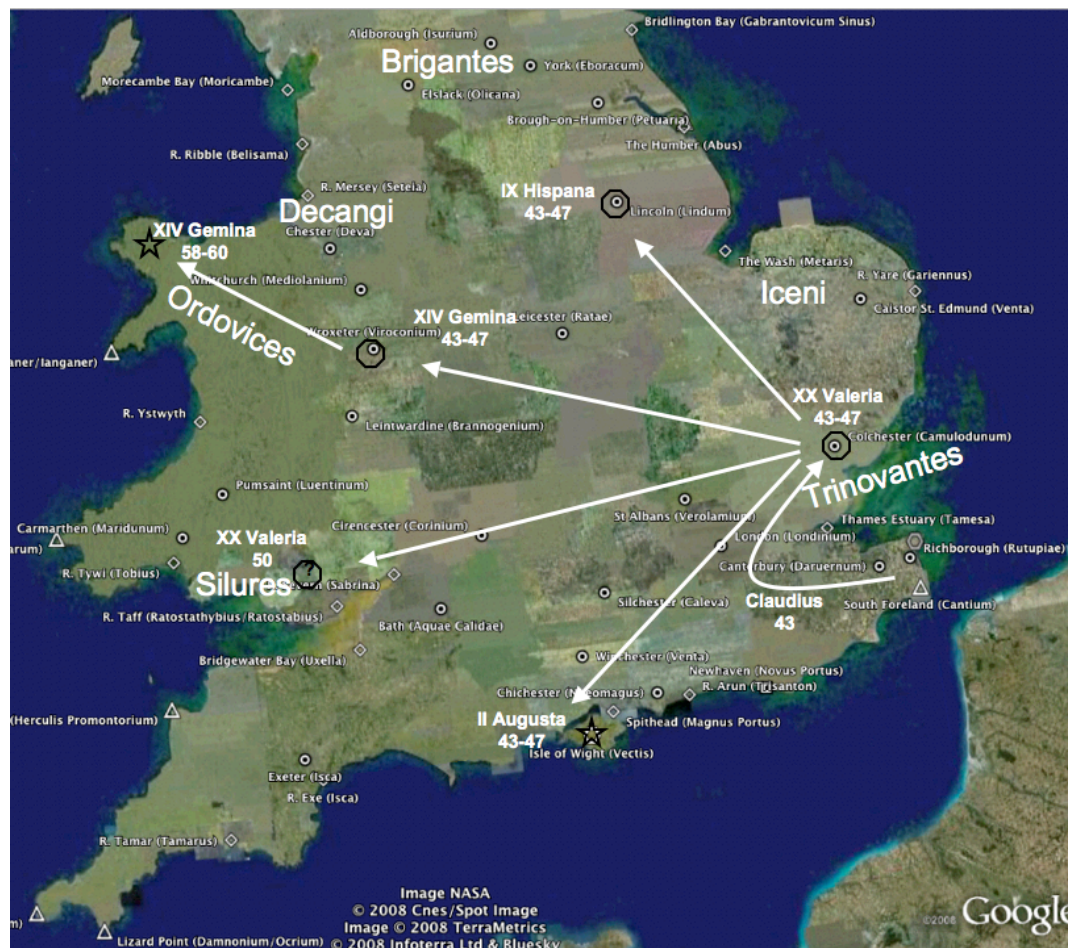 Bridlington Bay (Gabrantovicum Sinus)
Aldborough (Isurium)
Brigantes
York (Eboracum)
Morecambe Bay (Moricambe)
Elslack (Olicana)
Brough-on-Humber (Petuaria)
The Humber (Abus)
R. Ribble (Belisama)
R. Mersey (Seteia)
IX Hispana
43-47
Lincoln (Lindum)
Decangi
XIV Gemina
58-60
Chester (Deva)
The Wash (Metaris)
R. Yare (Gariennus)
Iceni
Whitchurch (Mediolanium)
Caistor St. Edmund (Venta)
Ordovices
XIV Gemina
43-47
Leicester (Ratae)
Wroxeter (Viroconium)
aner/Ianganer)
XX Valeria
43-47
R. Ystwyth
Leintwardine (Brannogenium)
Colchester (Camulodunum)
Trinovantes
Pumsaint (Luentinum)
St Albans (Verolamium)
Thames Estuary (Tamesa)
Carmarthen (Maridunum)
Cirencester (Corinium)
London (Londinium)
arum)
XX Valeria
50
?
Richborough (Rutupiae)
Canterbury (Daruernum)
R. Tywi (Tobius)
Silures
(Sabrina)
Claudius
43
South Foreland (Cantium)
Silchester (Caleva)
R. Taff (Ratostathybius/Ratostabius)
Bath (Aquae Calidae)
Bridgewater Bay (Uxella)
Winchester (Venta)
Newhaven (Novus Portus)
Chichester (Noeomagus)
R. Arun (Trisanton)
(Herculis Promontorium)
II Augusta
43-47
Spithead (Magnus Portus)
Isle of Wight (Vectis)
Exeter (Isca)
R. Exe (Isca)
R. Tamar (Tamarus)
Image NASA
© 2008 Cnes/Spot Image
Image © 2008 TerraMetrics
© 2008 Infoterra Ltd & Bluesky
©2008 Google
m)
Lizard Point (Damnonium/Ocrium)